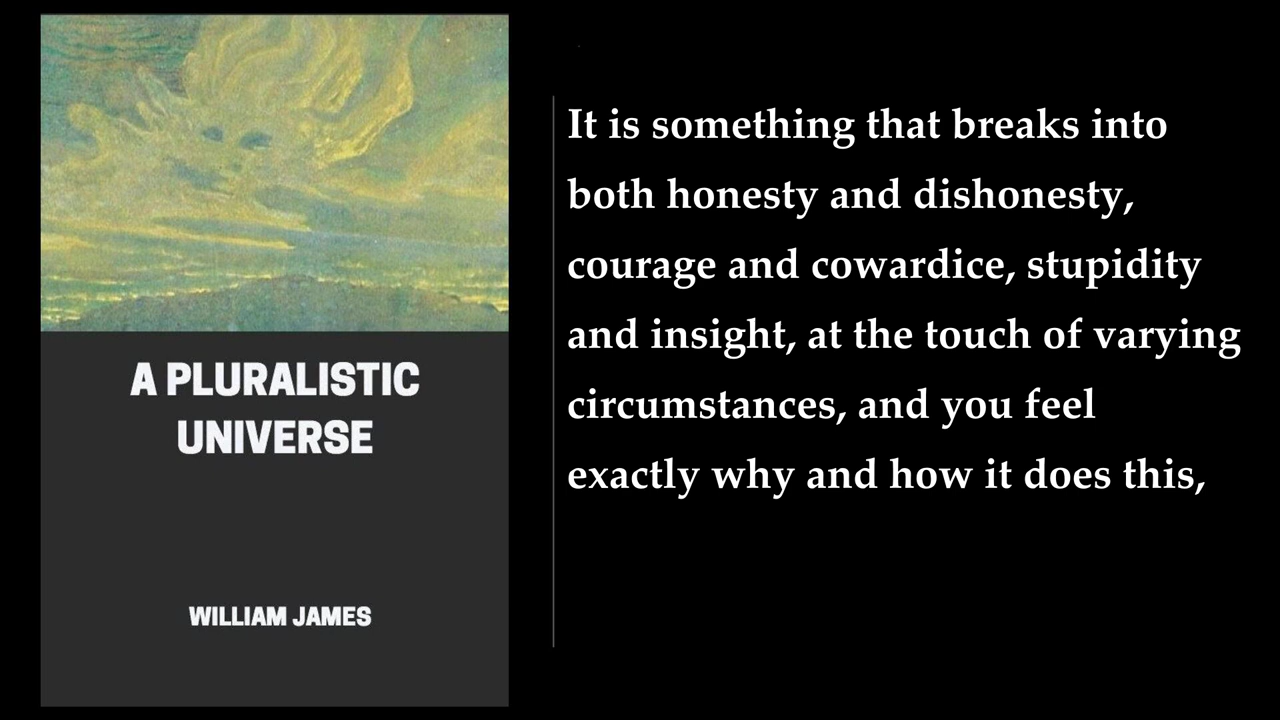 A PLURALISTIC
UNIVERSE
WILLIAM JAMES
It is something that breaks into
both honesty and dishonesty,
courage and cowardice, stupidity
and insight, at the touch of varying
circumstances, and you feel
exactly why and how it does this,